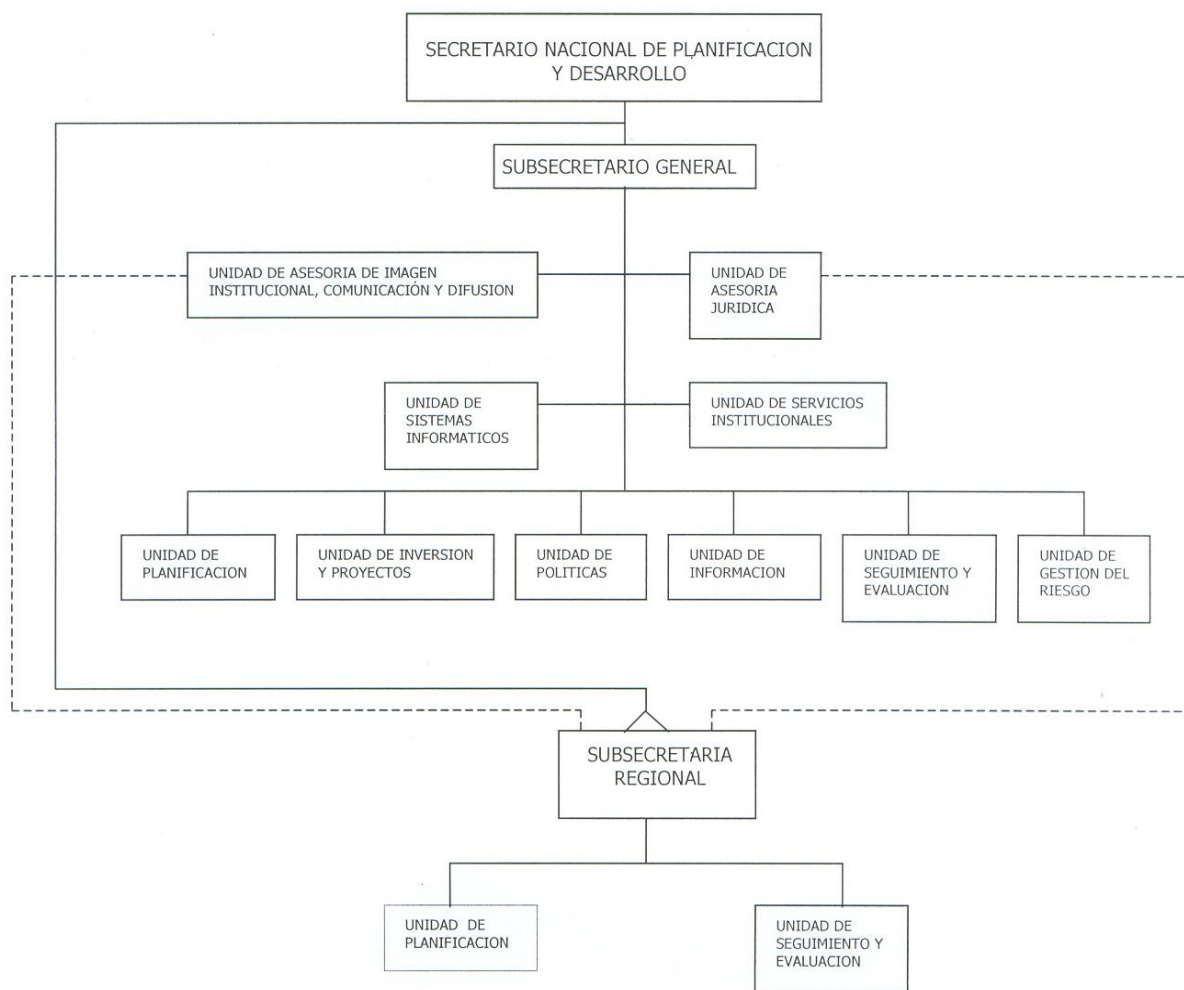 SECRETARIO NACIONAL DE PLANIFICACION
Y DESARROLLO
SUBSECRETARIO GENERAL
UNIDAD DE ASESORIA DE IMAGEN
INSTITUCIONAL, COMUNICACIÓN Y DIFUSION
UNIDAD DE
ASESORIA
JURIDICA
UNIDAD DE
SISTEMAS
INFORMATICOS
UNIDAD DE SERVICIOS
INSTITUCIONALES
UNIDAD DE
PLANIFICACION
UNIDAD DE INVERSION
Y PROYECTOS
UNIDAD DE
POLITICAS
UNIDAD DE
INFORMACION
UNIDAD DE
SEGUIMIENTO Y
EVALUACION
UNIDAD DE
GESTION DEL
RIESGO
SUBSECRETARIA
REGIONAL
UNIDAD DE
PLANIFICACION
UNIDAD DE
SEGUIMIENTO Y
EVALUACION